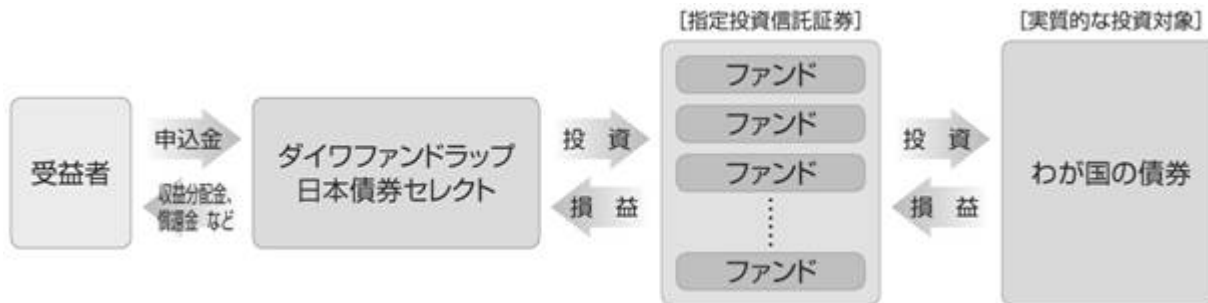 [指定投資信託証券]
[実質的な投資対象]
受益者
申込金
収益分配金、
償還金 など
ダイワファンドラップ
日本債券セレクト
投 資
損 益
ファンド
ファンド
ファンド
ファンド
投 資
損 益
わが国の債券